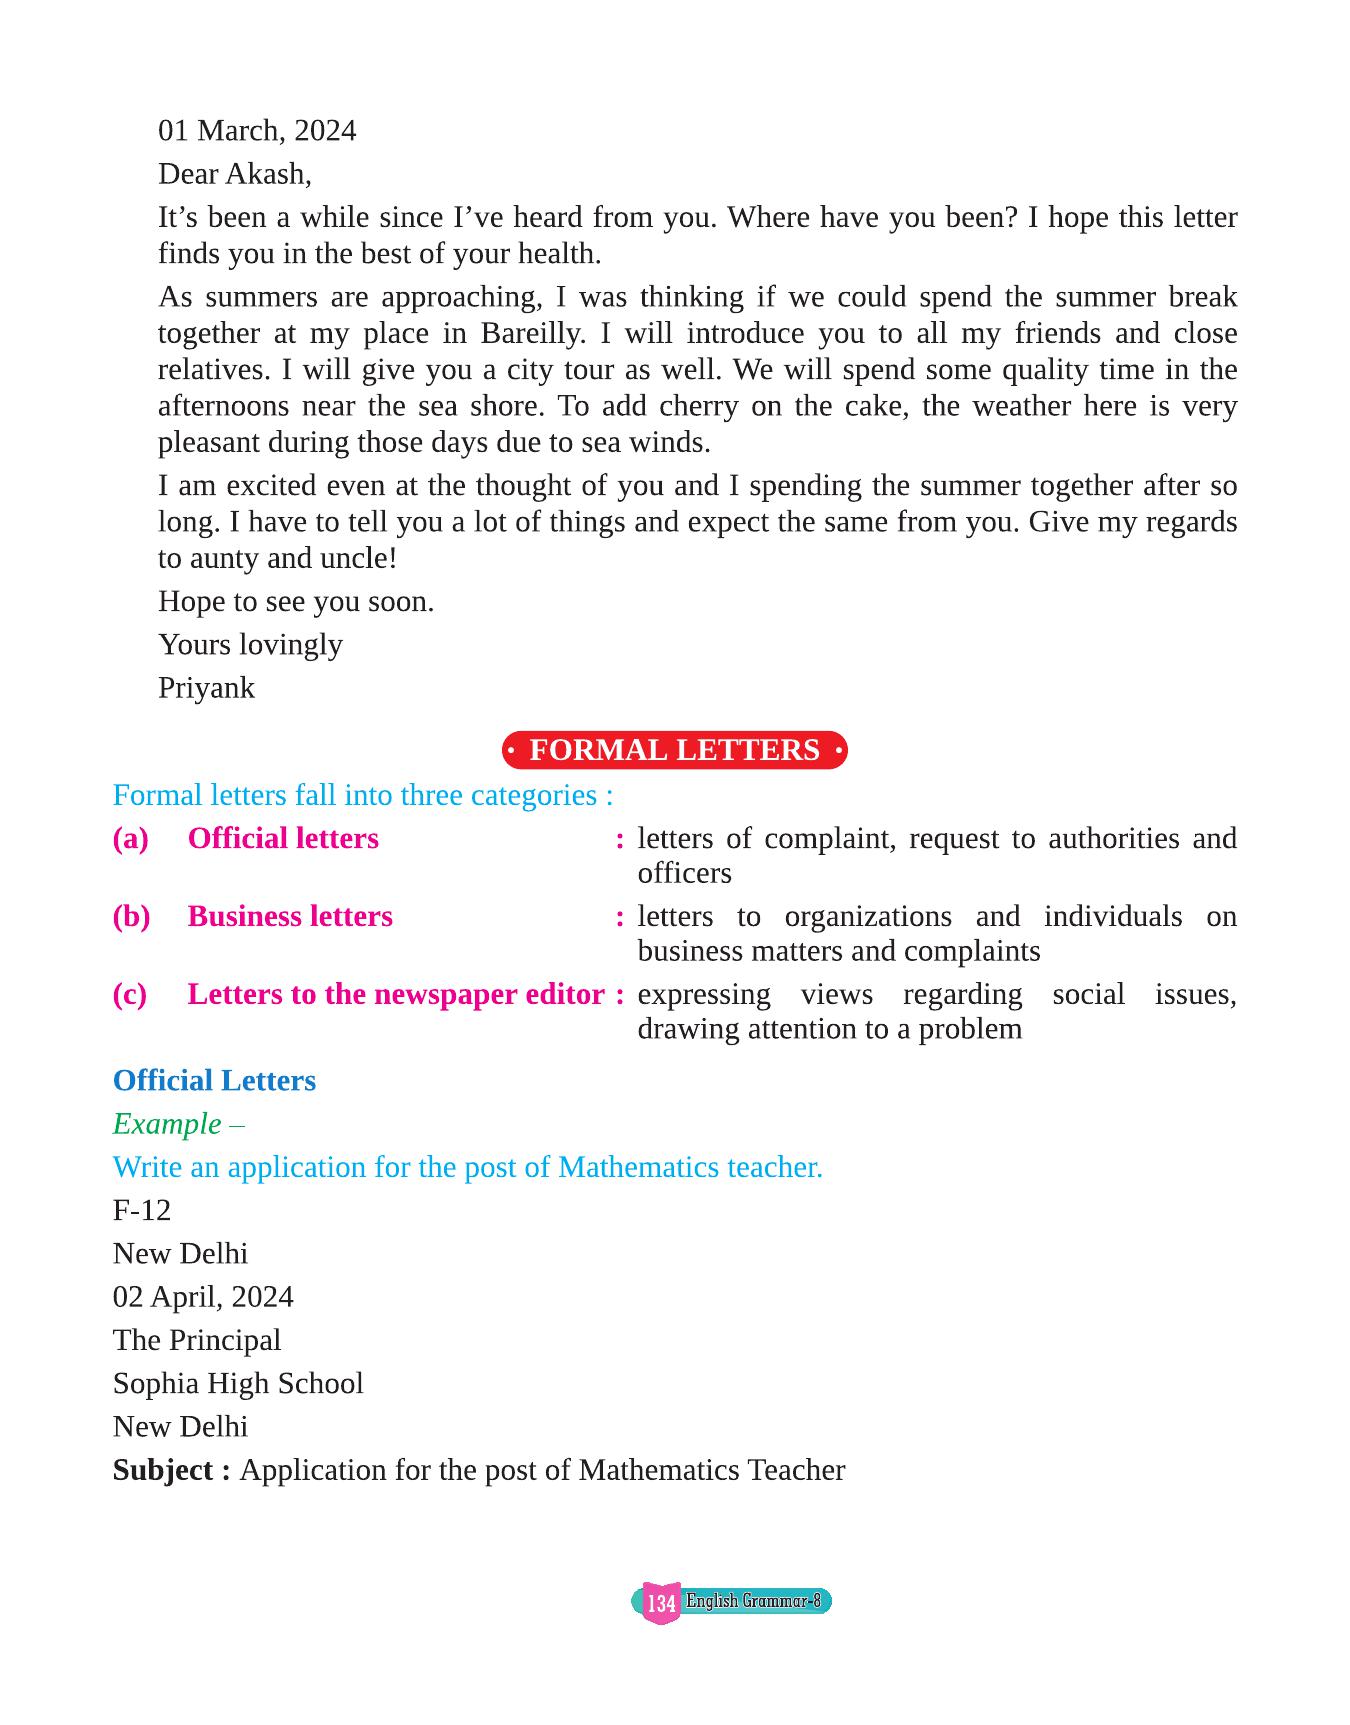 01 March, 2024
Dear Akash,
It’s been a while since I’ve heard from you. Where have you been? I hope this letter
finds you in the best of your health.
As summers are approaching, I was thinking if we could spend the summer break
together at my place in Bareilly. I will introduce you to all my friends and close
relatives. I will give you a city tour as well. We will spend some quality time in the
afternoons near the sea shore. To add cherry on the cake, the weather here is very
pleasant during those days due to sea winds.
I am excited even at the thought of you and I spending the summer together after so
long. I have to tell you a lot of things and expect the same from you. Give my regards
to aunty and uncle!
Hope to see you soon.
Yours lovingly
Priyank
• FORMAL LETTERS •
Formal letters fall into three categories :
(a) Official letters : letters of complaint, request to authorities and
officers
(b) Business letters : letters to organizations and individuals on
business matters and complaints
(c) Letters to the newspaper editor : expressing views regarding social issues,
drawing attention to a problem
Official Letters
Example –
Write an application for the post of Mathematics teacher.
F-12
New Delhi
02 April, 2024
The Principal
Sophia High School
New Delhi
Subject : Application for the post of Mathematics Teacher
134 English Grammar-8